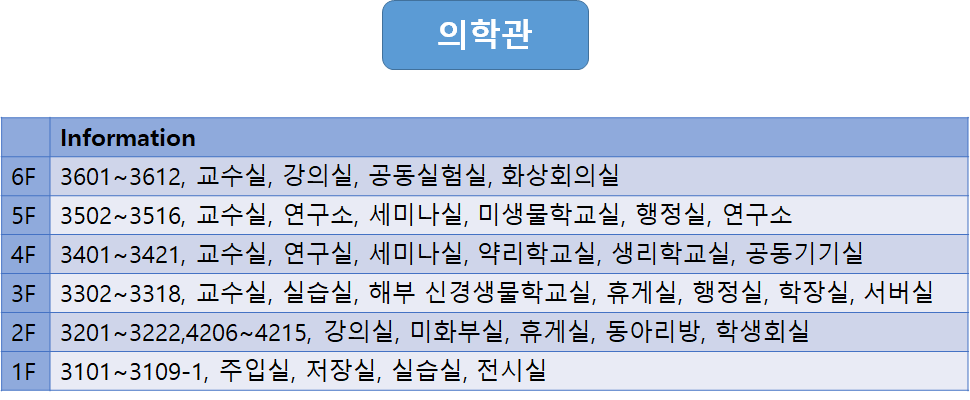 의학관
Information
6F 3601~3612, 교수실, 강의실, 공동실험실, 화상회의실
5F 3502~3516, 교수실, 연구소, 세미나실, 미생물학교실, 행정실, 연구소
4F 3401~3421, 교수실, 연구실, 세미나실, 약리학교실, 생리학교실, 공동기기실
3F 3302~3318, 교수실, 실습실, 해부 신경생물학교실, 휴게실, 행정실, 학장실, 서버실
2F 3201~3222,4206~4215, 강의실, 미화부실, 휴게실, 동아리방, 학생회실
1F 3101~3109-1, 주입실, 저장실, 실습실, 전시실